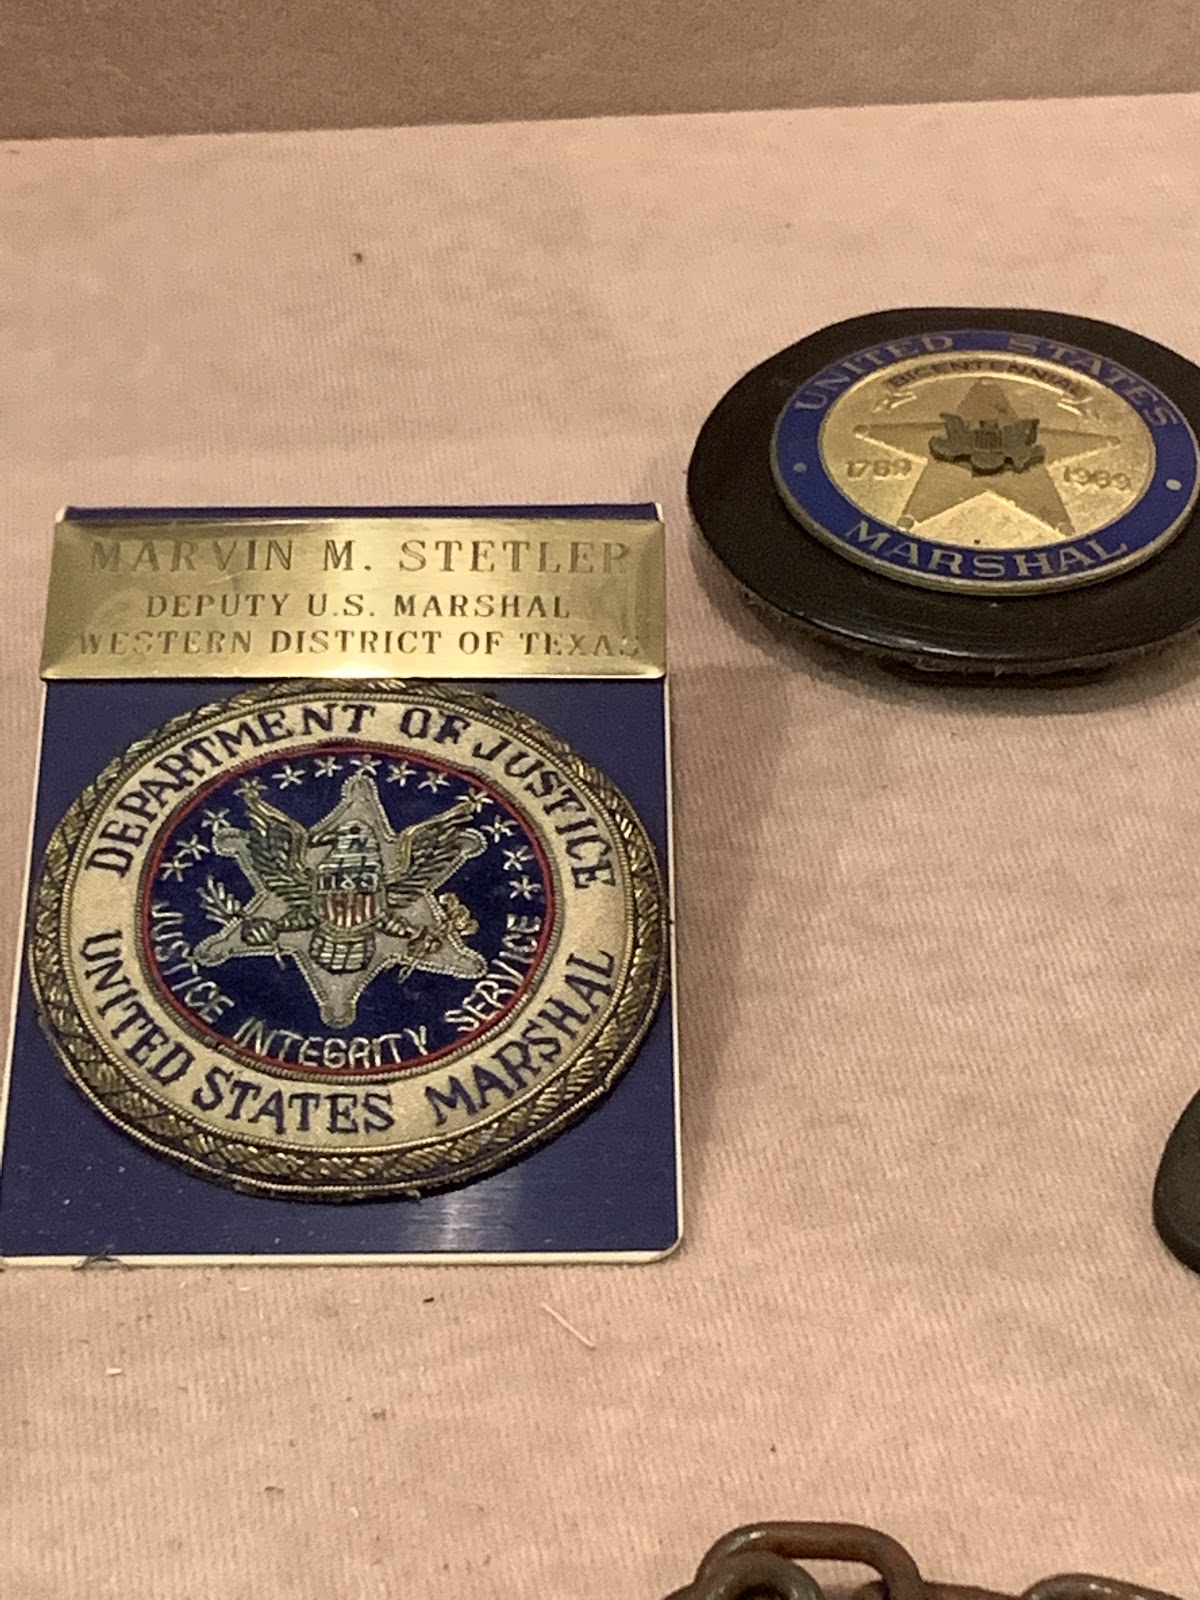 MARVIN M. STETLER
DEPUTY U.S. MARSHAL
WESTERN DISTRICT OF TEXAS
DEPARTMENT OF JUSTICE
1789
JUSTICE INTEGRITY SERVICE
UNITED STATES MARSHAL
UNITED STATES
BICENTENNIAL
1789 1989
MARSHAL